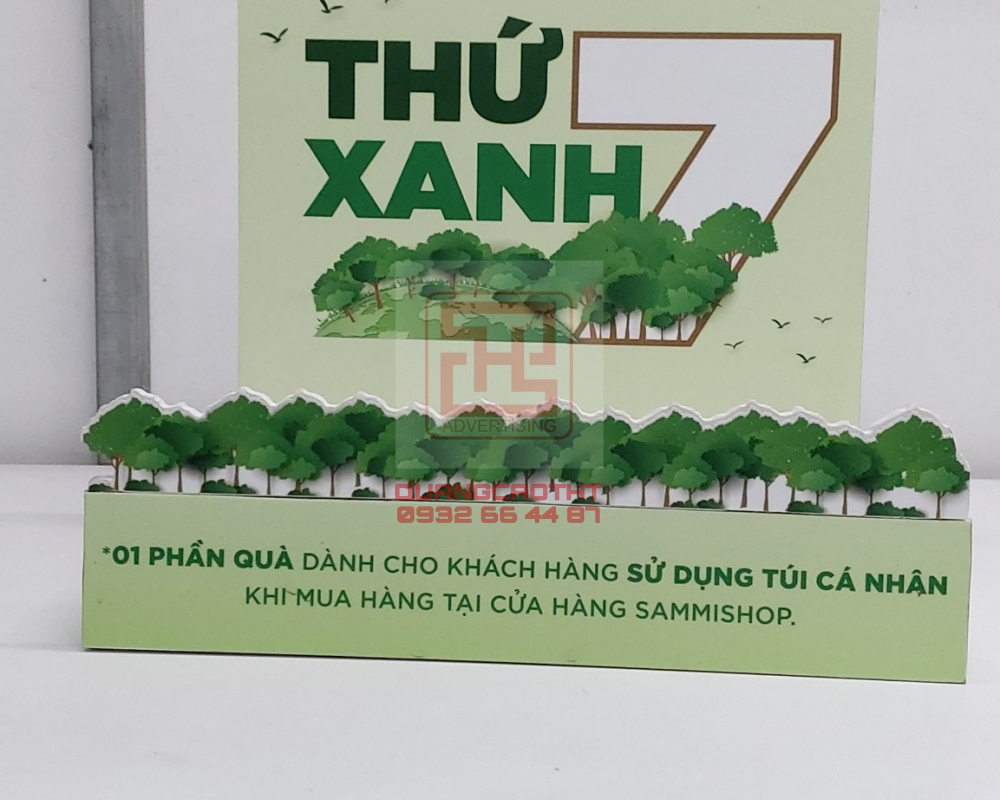 THỨ 7
XANH
ADVERTISING
QUANGCAOTHT
0932 66 44 87
*01 PHẦN QUÀ DÀNH CHO KHÁCH HÀNG SỬ DỤNG TÚI CÁ NHÂN
KHI MUA HÀNG TẠI CỬA HÀNG SAMMISHOP.